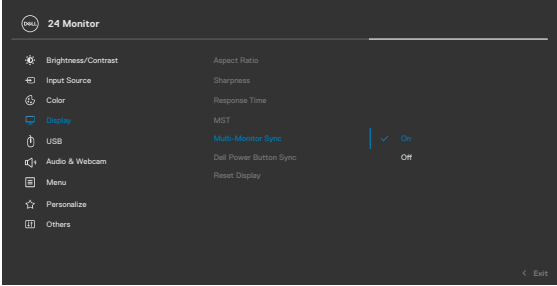 DELL 24 Monitor
Brightness/Contrast
Input Source
Color
Display
USB
Audio & Webcam
Menu
Personalize
Others
Aspect Ratio
Sharpness
Response Time
MST
Multi-Monitor Sync
Dell Power Button Sync
Reset Display
On
Off
Exit